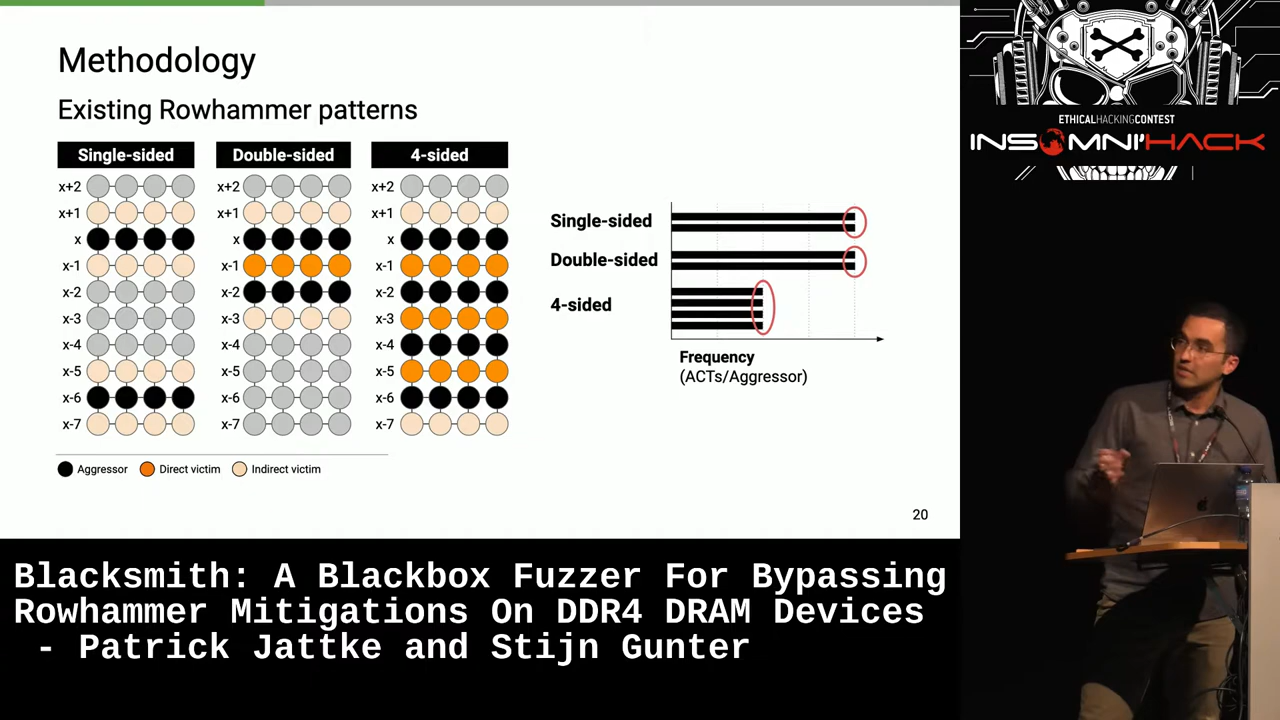 Methodology
Existing Rowhammer patterns
Single-sided
Double-sided
4-sided
x+2
x+1
x
x-1
x-2
x-3
x-4
x-5
x-6
x-7
x+2
x+1
x
x-1
x-2
x-3
x-4
x-5
x-6
x-7
x+2
x+1
x
x-1
x-2
x-3
x-4
x-5
x-6
x-7
Aggressor
Direct victim
Indirect victim
Single-sided
Double-sided
4-sided
Frequency
(ACTs/Aggressor)
20
ETHICALHACKINGCONTEST
INSOMNI'HACK
Blacksmith: A Blackbox Fuzzer For Bypassing
Rowhammer Mitigations On DDR4 DRAM Devices
- Patrick Jattke and Stijn Gunter